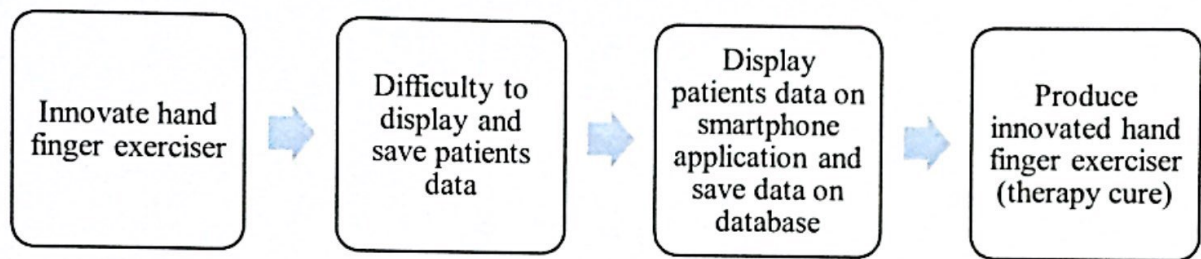 Innovate hand
finger exerciser
Difficulty to
display and
save patients
data
Display
patients data on
smartphone
application and
save data on
database
Produce
innovated hand
finger exerciser
(therapy cure)